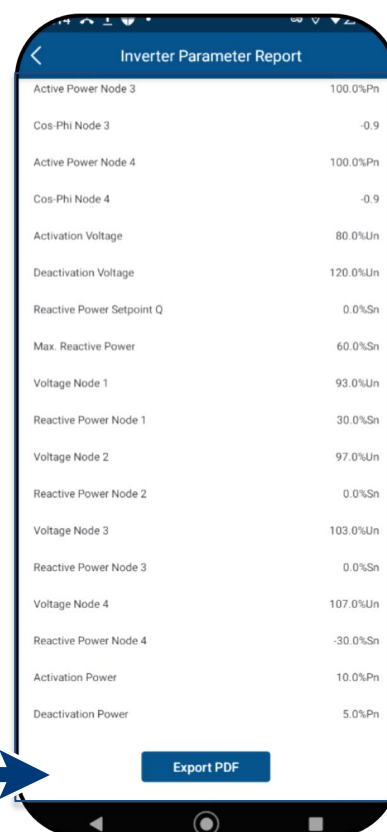 Inverter Parameter Report
Active Power Node 3 100.0%Pn
Cos-Phi Node 3 -0.9
Active Power Node 4 100.0%Pn
Cos-Phi Node 4 -0.9
Activation Voltage 80.0%Un
Deactivation Voltage 120.0%Un
Reactive Power Setpoint Q 0.0%Sn
Max. Reactive Power 60.0%Sn
Voltage Node 1 93.0%Un
Reactive Power Node 1 30.0%Sn
Voltage Node 2 97.0%Un
Reactive Power Node 2 0.0%Sn
Voltage Node 3 103.0%Un
Reactive Power Node 3 0.0%Sn
Voltage Node 4 107.0%Un
Reactive Power Node 4 -30.0%Sn
Activation Power 10.0%Pn
Deactivation Power 5.0%Pn
Export PDF